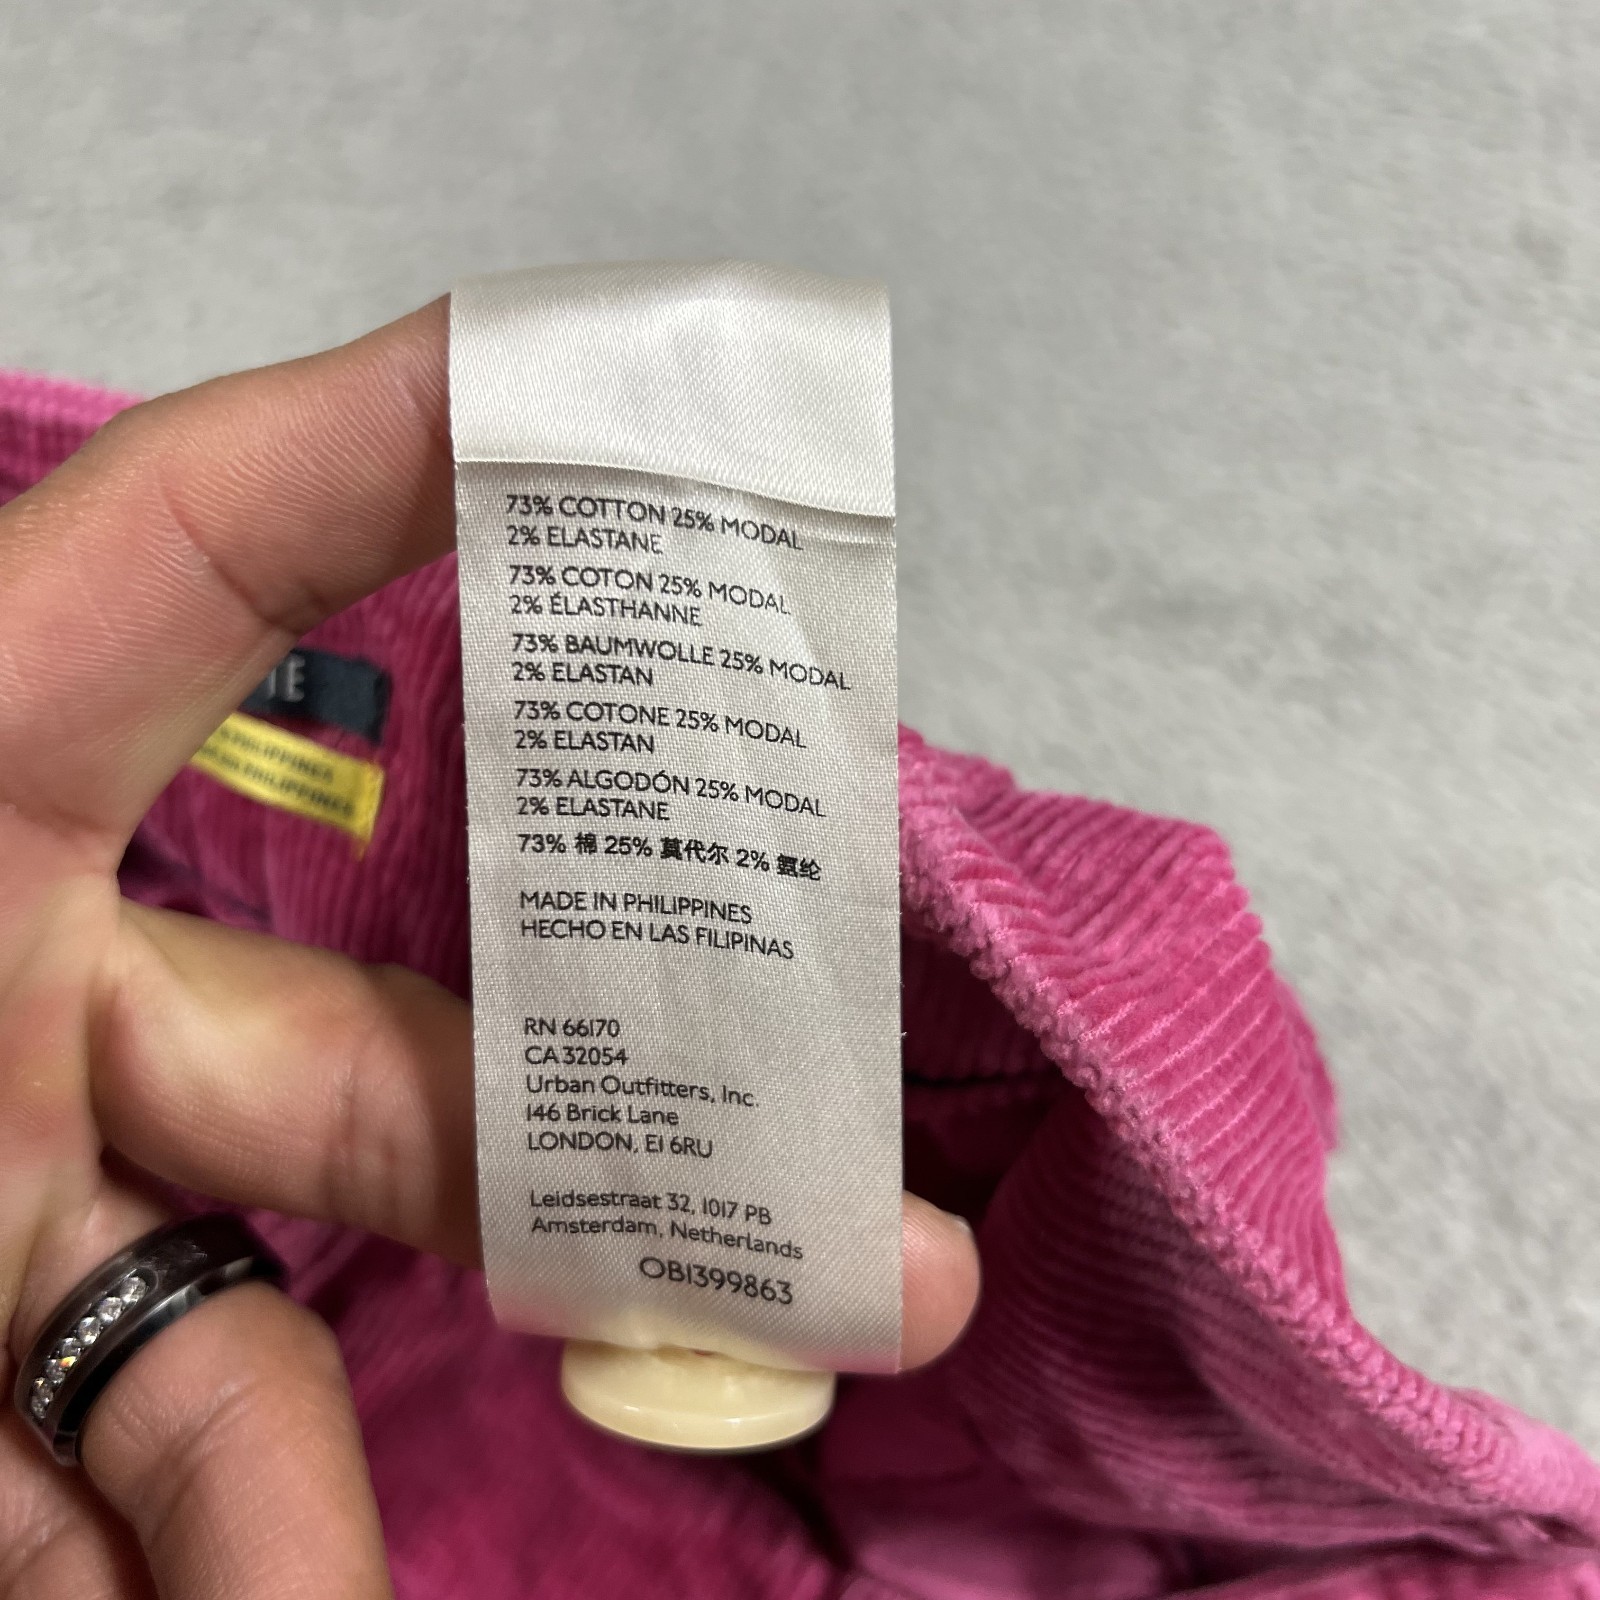 73% COTTON 25% MODAL
2% ELASTANE
73% COTON 25% MODAL
2% ÉLASTHANNE
73% BAUMWOLLE 25% MODAL
2% ELASTAN
73% COTONE 25% MODAL
2% ELASTAN
73% ALGODÓN 25% MODAL
2% ELASTANE
73% 棉 25% 莫代尔 2% 氨纶
MADE IN PHILIPPINES
HECHO EN LAS FILIPINAS
RN 66170
CA 32054
Urban Outfitters, Inc.
146 Brick Lane
LONDON, E1 6RU
Leidsestraat 32, 1017 PB
Amsterdam, Netherlands
OB1399863
PHILIPPINES
PHILIPPINES